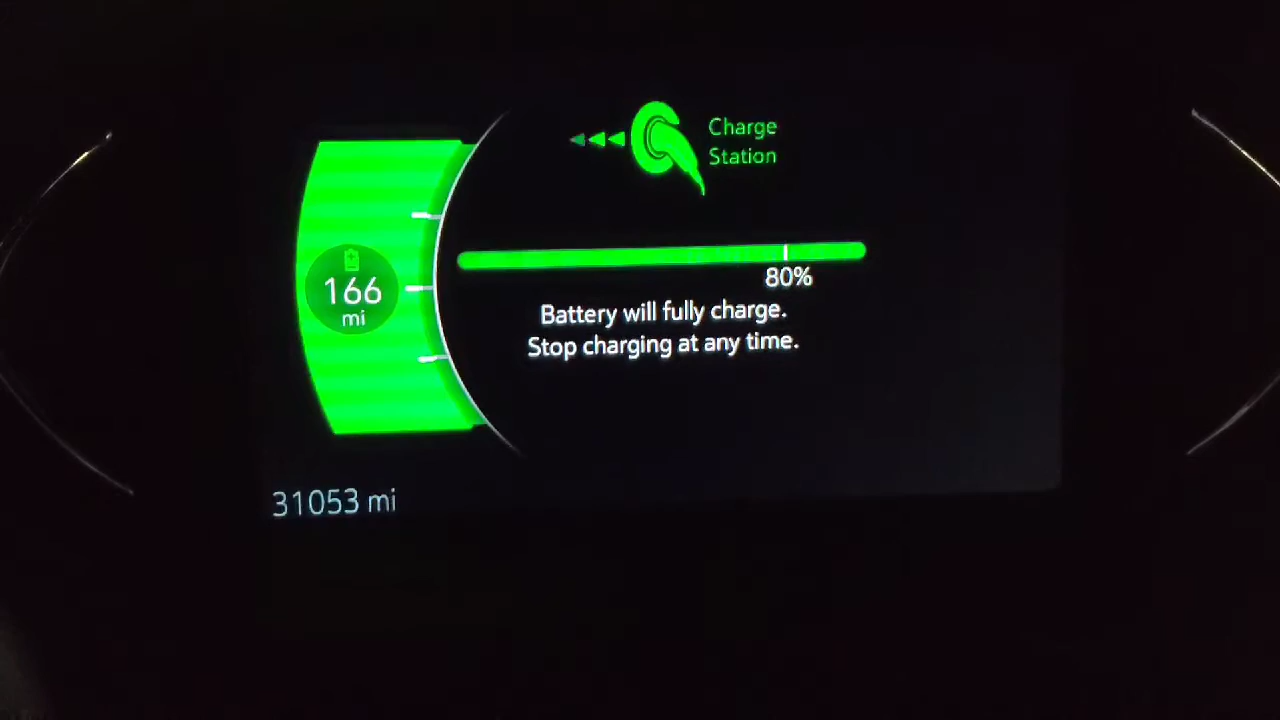 Charge
Station
80%
166
mi
Battery will fully charge.
Stop charging at any time.
31053 mi